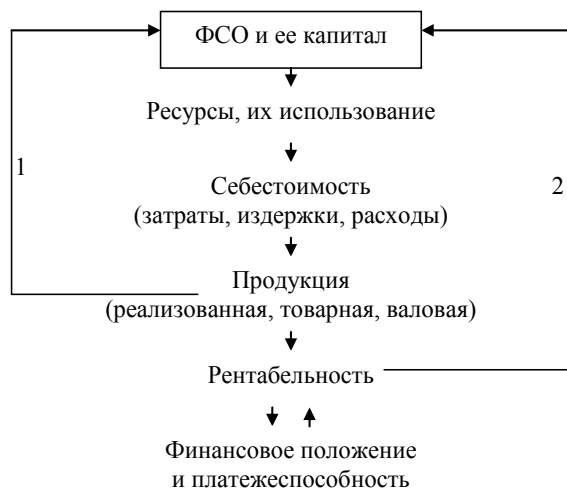 ФСО и ее капитал
Ресурсы, их использование
1
Себестоимость
2
(затраты, издержки, расходы)
Продукция
(реализованная, товарная, валовая)
Рентабельность
Финансовое положение
и платежеспособность